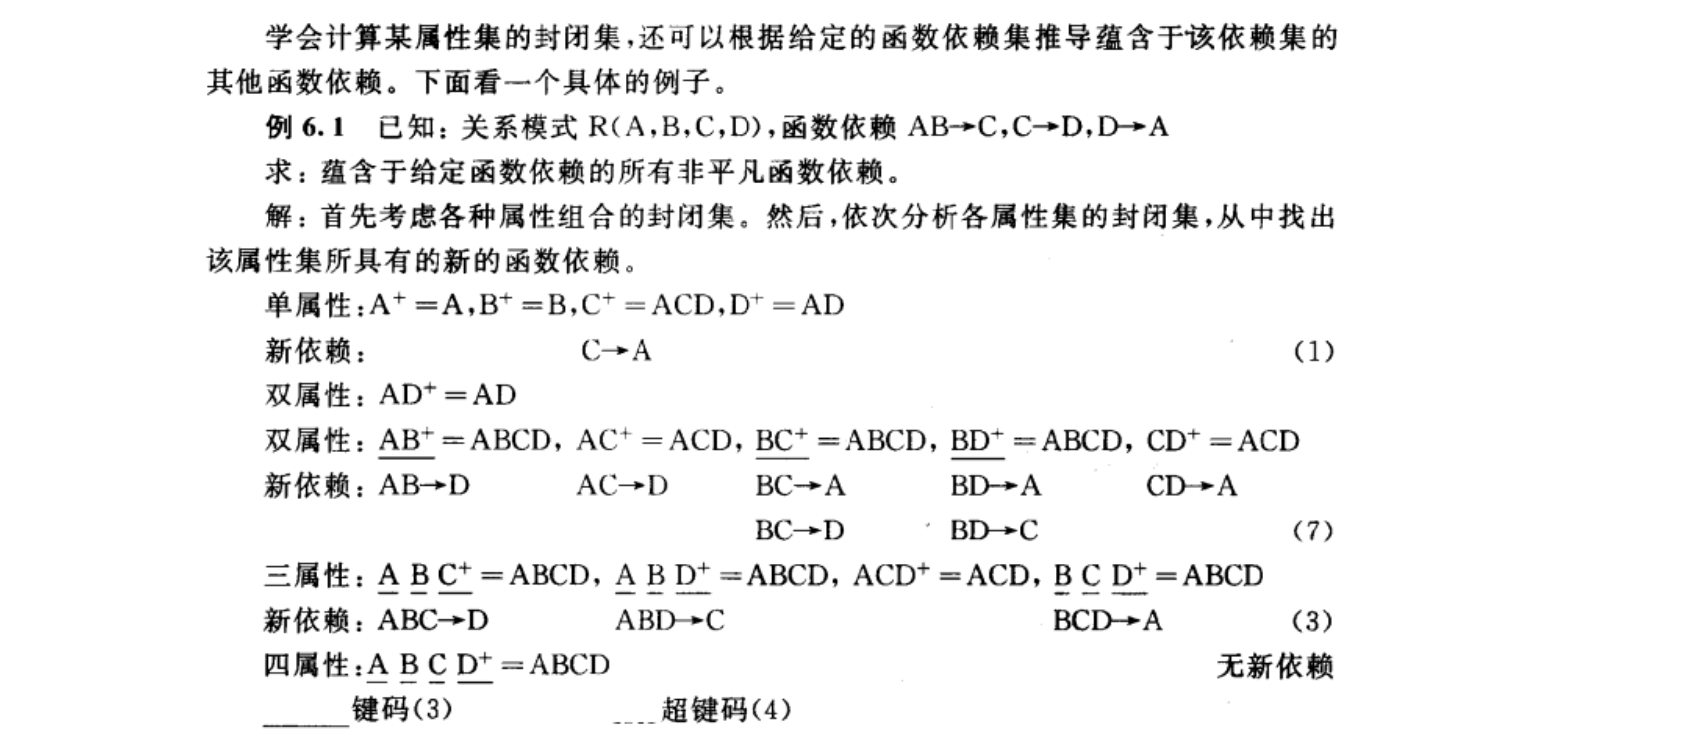 学会计算某属性集的封闭集,还可以根据给定的函数依赖集推导蕴含于该依赖集的
其他函数依赖。下面看一个具体的例子。
例 6.1 已知：关系模式 R(A,B,C,D),函数依赖 AB→C,C→D,D→A
求：蕴含于给定函数依赖的所有非平凡函数依赖。
解：首先考虑各种属性组合的封闭集。然后,依次分析各属性集的封闭集,从中找出
该属性集所具有的新的函数依赖。
单属性:A⁺=A,B⁺=B,C⁺=ACD,D⁺=AD
新依赖： C→A (1)
双属性：AD⁺=AD
双属性：AB⁺=ABCD, AC⁺=ACD, BC⁺=ABCD, BD⁺=ABCD, CD⁺=ACD
新依赖：AB→D AC→D BC→A BD→A CD→A
BC→D BD→C (7)
三属性：A B C⁺=ABCD, A B D⁺=ABCD, ACD⁺=ACD, B C D⁺=ABCD
新依赖：ABC→D ABD→C BCD→A (3)
四属性:A B C D⁺=ABCD 无新依赖
____键码(3) ....超键码(4)